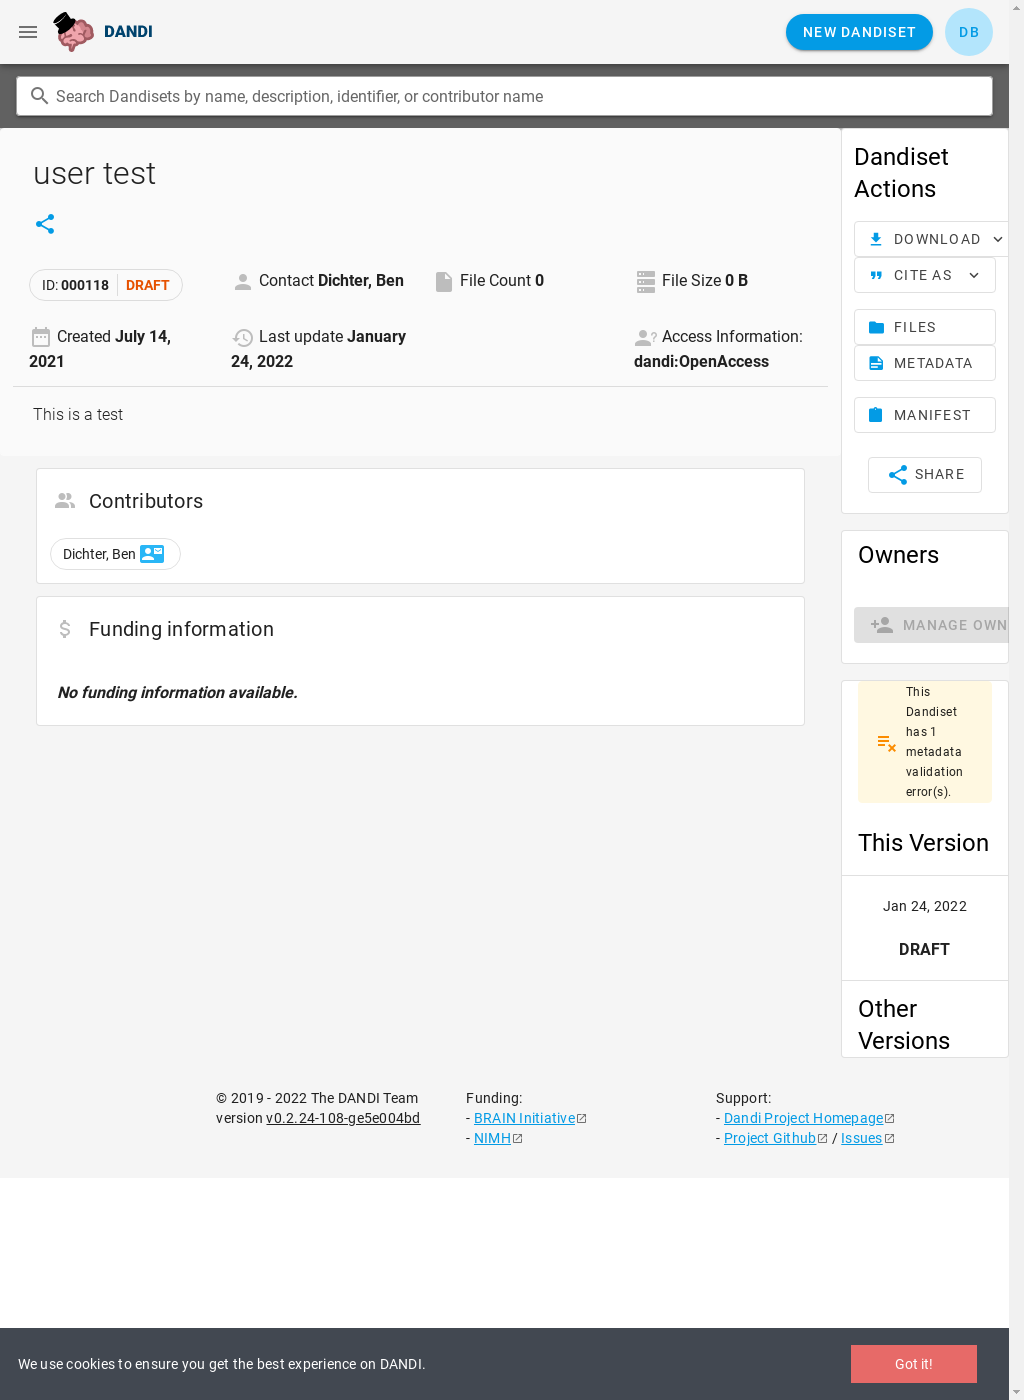 DANDI
NEW DANDISET
DB
Search Dandisets by name, description, identifier, or contributor name
user test
ID: 000118 DRAFT
Contact Dichter, Ben
File Count 0
File Size 0 B
Created July 14,
2021
Last update January
24, 2022
Access Information:
dandi:OpenAccess
This is a test
Contributors
Dichter, Ben
Funding information
No funding information available.
Dandiset
Actions
DOWNLOAD
CITE AS
FILES
METADATA
MANIFEST
SHARE
Owners
MANAGE OWN
This
Dandiset
has 1
metadata
validation
error(s).
This Version
Jan 24, 2022
DRAFT
Other
Versions
© 2019 - 2022 The DANDI Team
version v0.2.24-108-ge5e004bd
Funding:
- BRAIN Initiative
- NIMH
Support:
- Dandi Project Homepage
- Project Github / Issues
We use cookies to ensure you get the best experience on DANDI.
Got it!